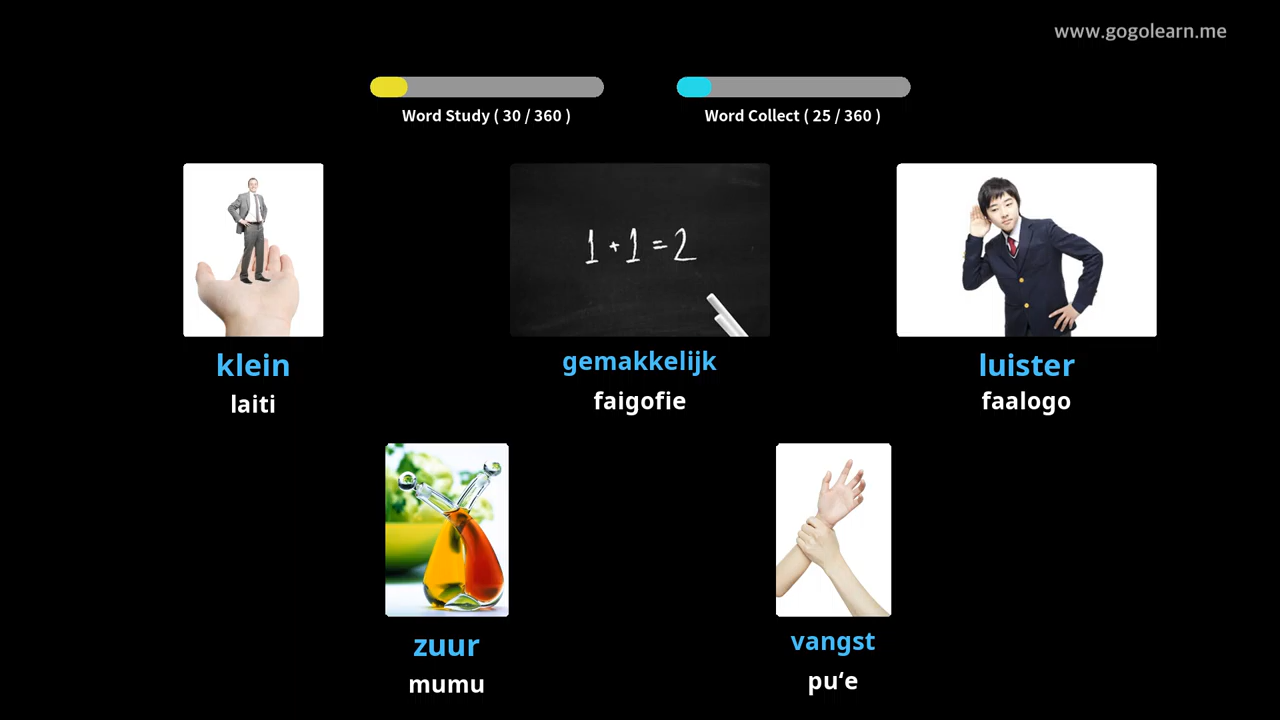 www.gogolearn.me
Word Study ( 30 / 360 )
Word Collect ( 25 / 360 )
1+1=2
klein
laiti
gemakkelijk
faigofie
luister
faalogo
zuur
mumu
vangst
puʻe